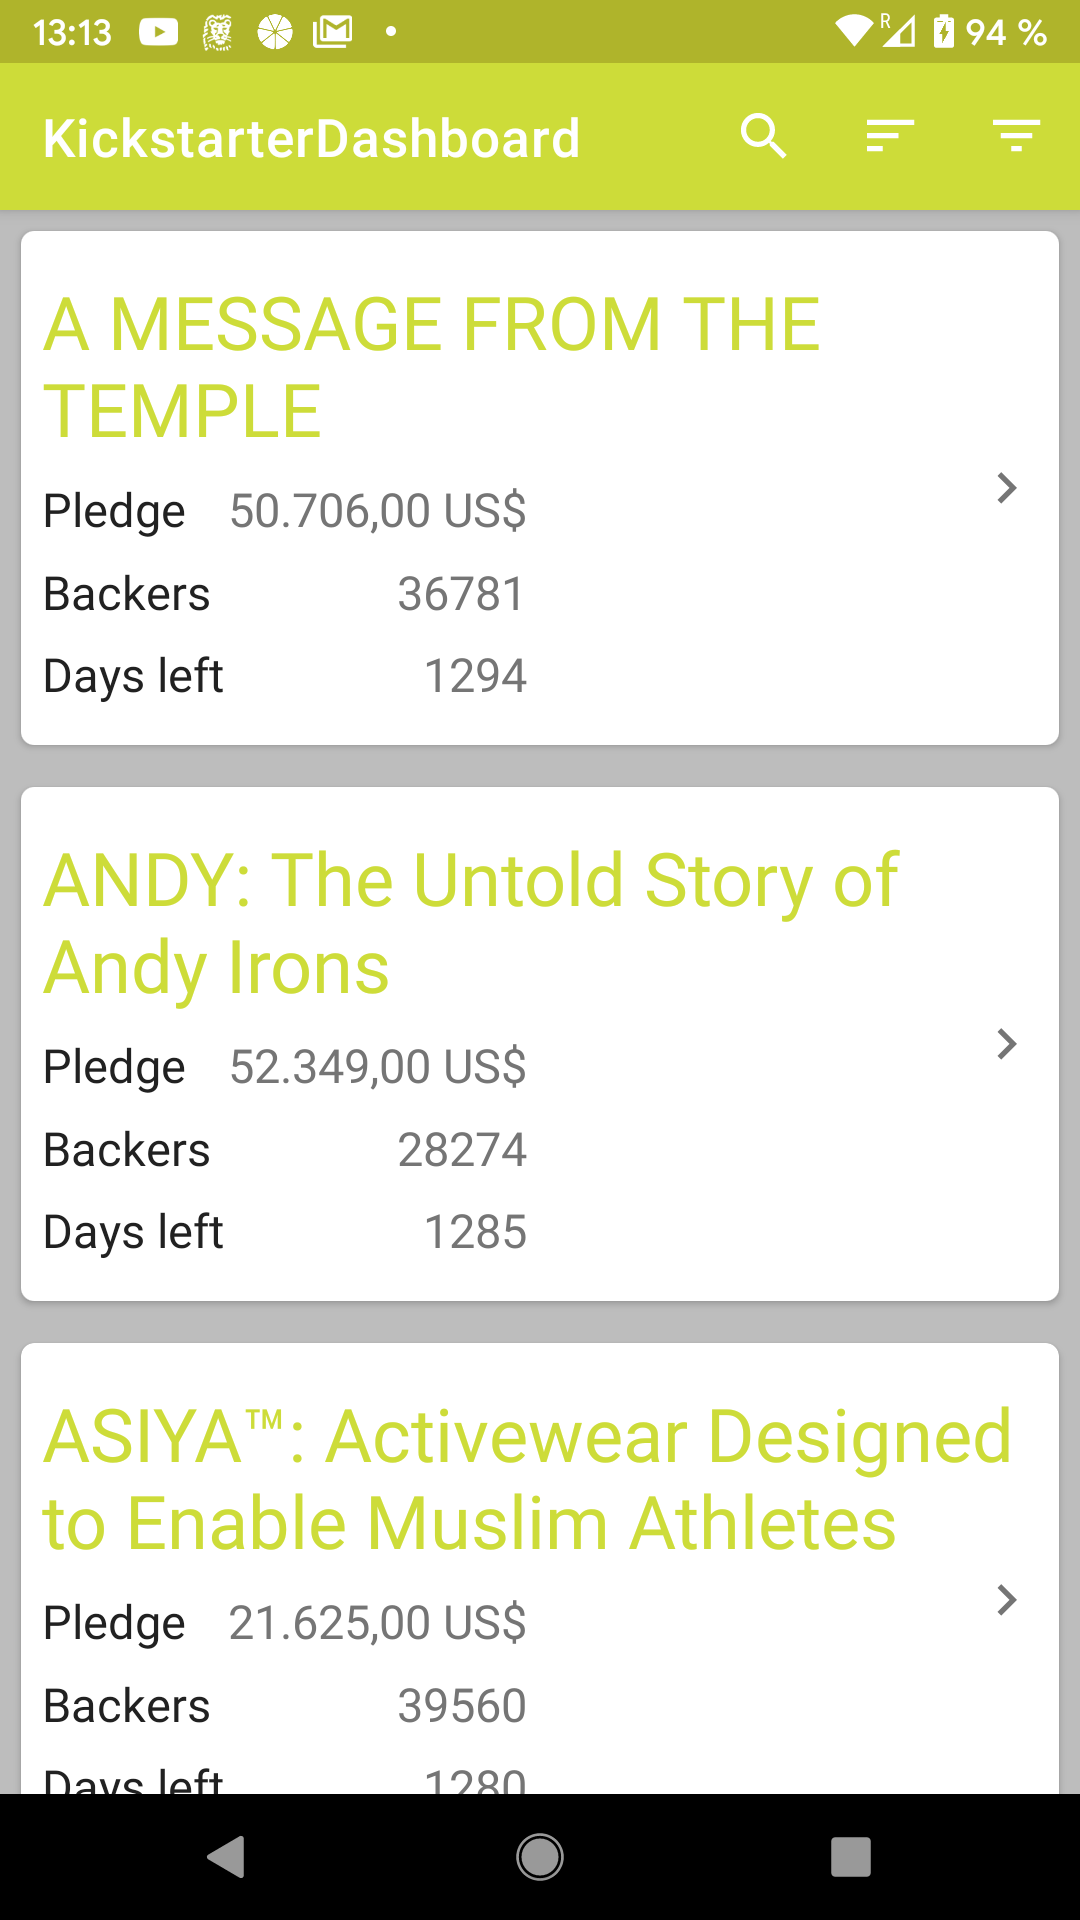 13:13 R 94 %
KickstarterDashboard
A MESSAGE FROM THE
TEMPLE
Pledge 50.706,00 US$
Backers 36781
Days left 1294
ANDY: The Untold Story of
Andy Irons
Pledge 52.349,00 US$
Backers 28274
Days left 1285
ASIYA™: Activewear Designed
to Enable Muslim Athletes
Pledge 21.625,00 US$
Backers 39560
Days left 1280